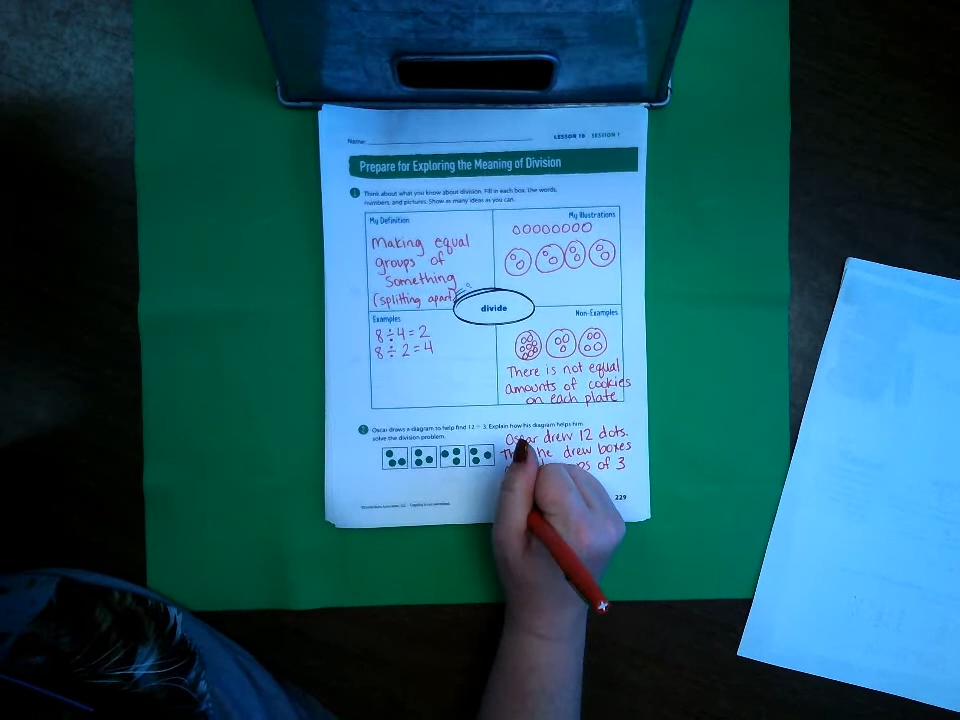 Name:
LESSON 10 SESSION 1
Prepare for Exploring the Meaning of Division
1 Think about what you know about division. Fill in each box. Use words,
numbers, and pictures. Show as many ideas as you can.
My Definition
Making equal
groups of
something
(splitting apart)
My Illustrations
divide
Examples
8 ÷ 4 = 2
8 ÷ 2 = 4
Non-Examples
There is not equal
amounts of cookies
on each plate
2 Oscar draws a diagram to help find 12 ÷ 3. Explain how his diagram helps him
solve the division problem.
Oscar drew 12 dots.
he drew boxes
of 3
229